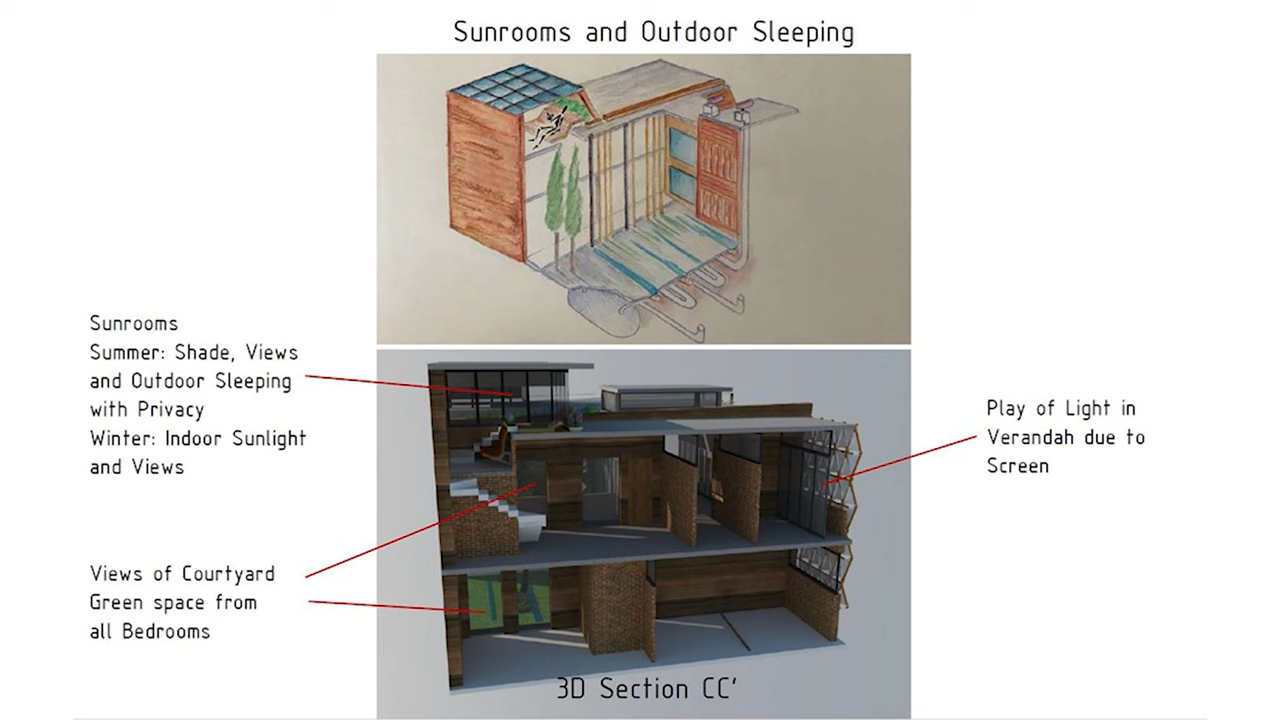 Sunrooms and Outdoor Sleeping
Sunrooms
Summer: Shade, Views
and Outdoor Sleeping
with Privacy
Winter: Indoor Sunlight
and Views
Play of Light in
Verandah due to
Screen
Views of Courtyard
Green space from
all Bedrooms
3D Section CC'